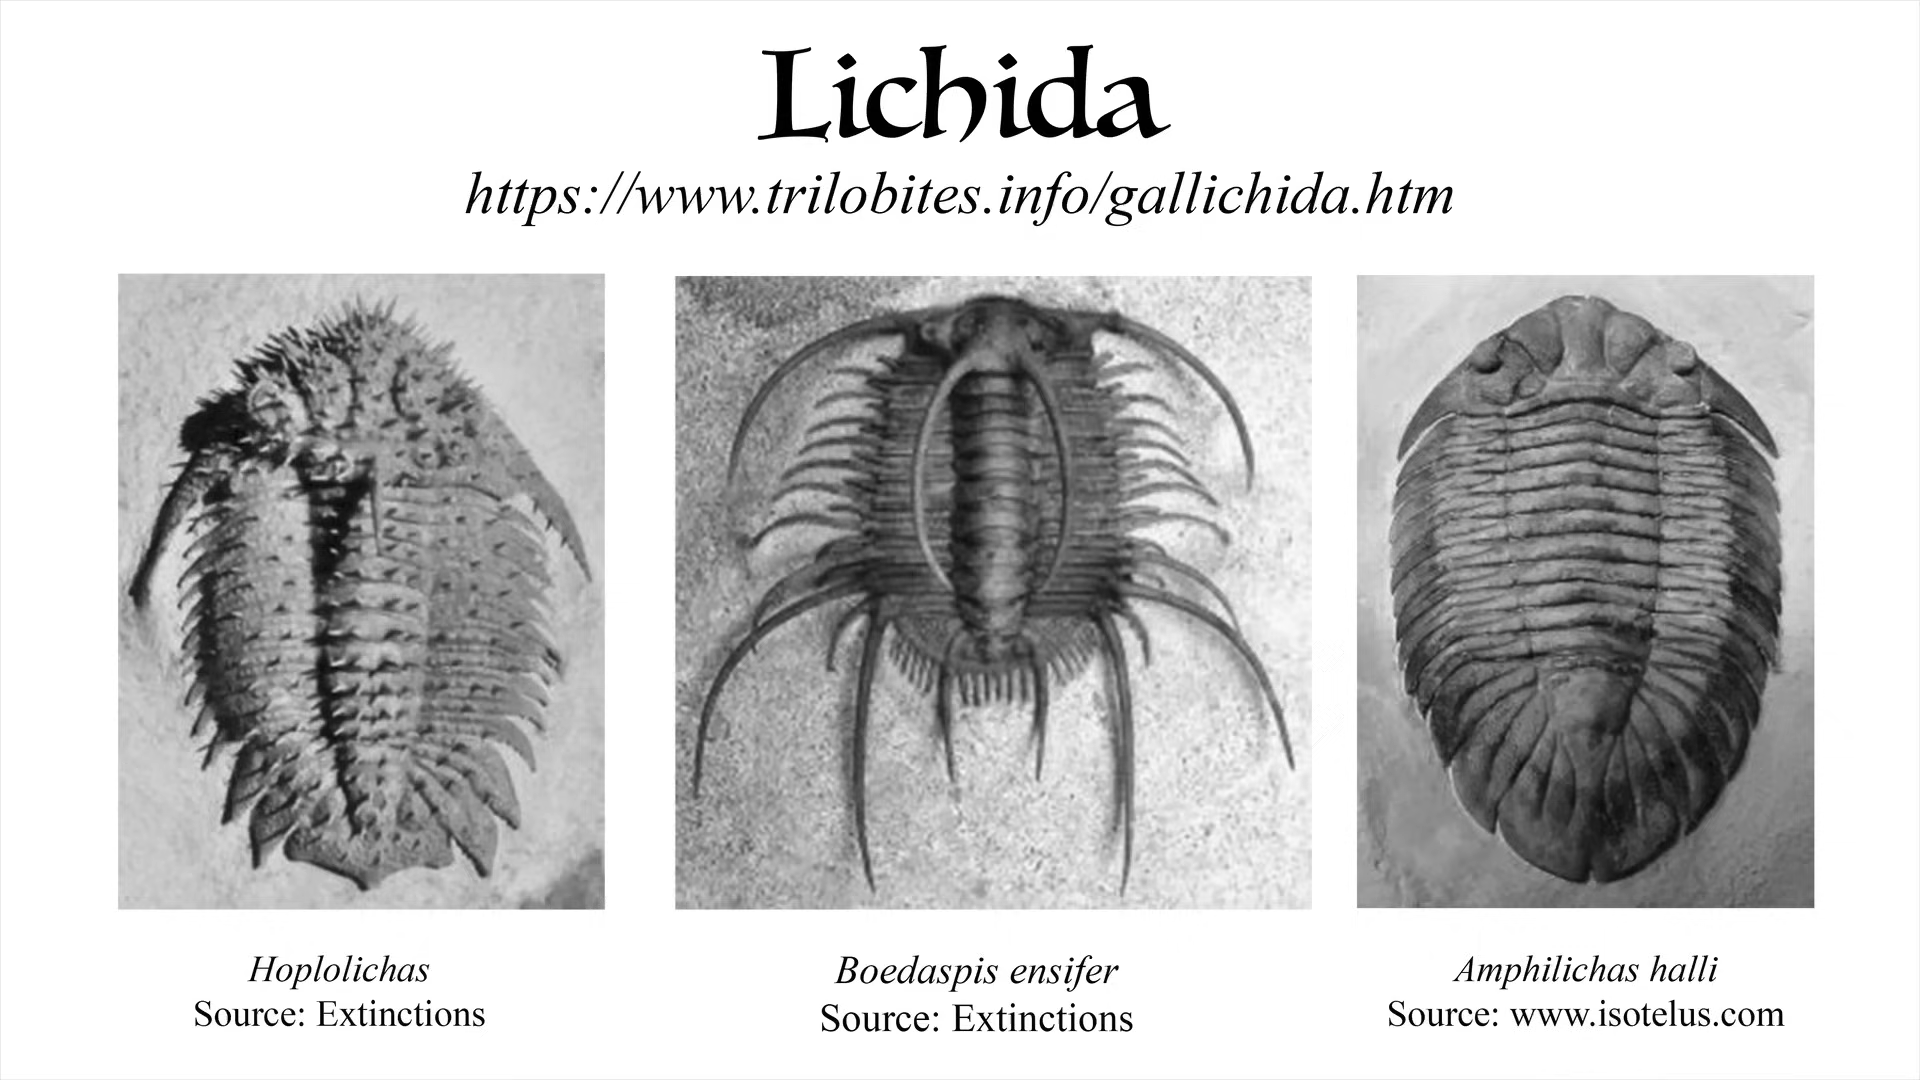 Lichida
https://www.trilobites.info/gallichida.htm
Hoplolichas
Source: Extinctions
Boedaspis ensifer
Source: Extinctions
Amphilichas halli
Source: www.isotelus.com